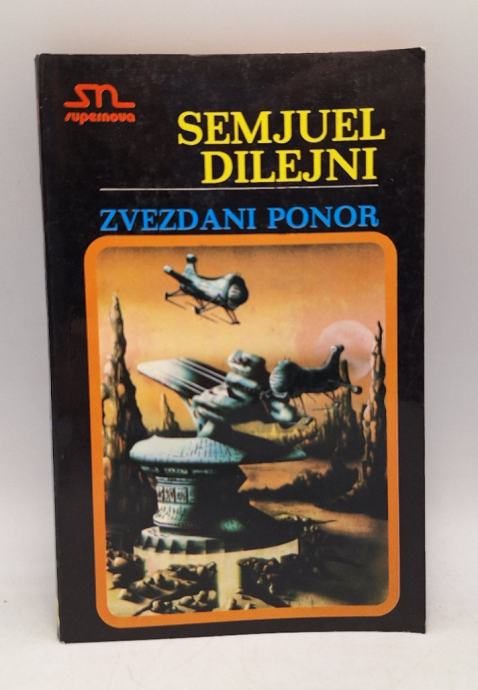 sn
supernova
SEMJUEL
DILEJNI
ZVEZDANI PONOR